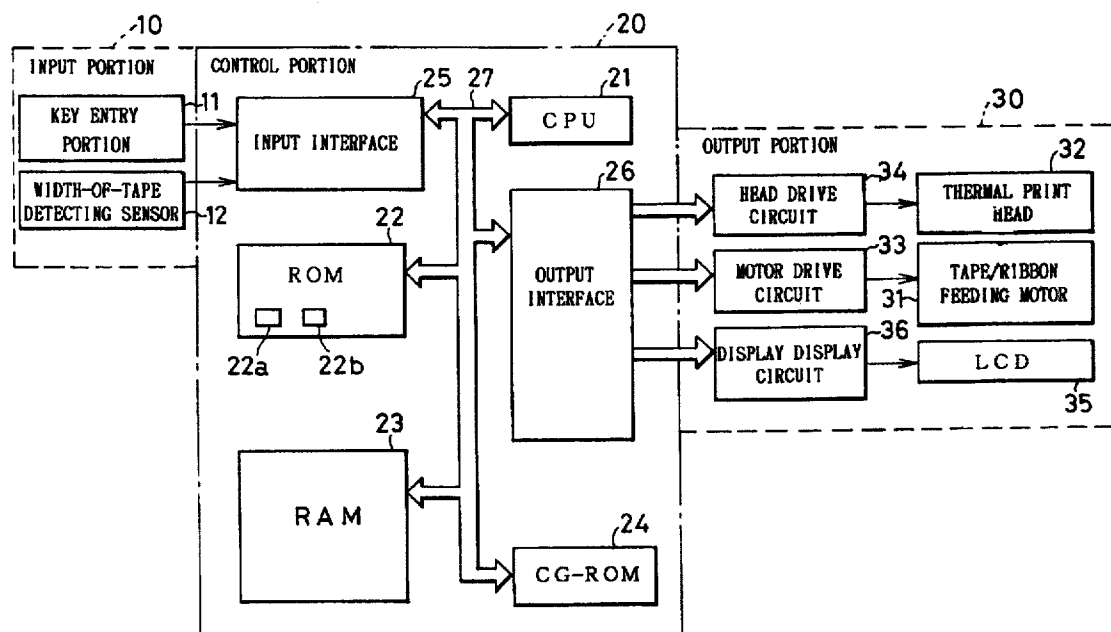 10
20
INPUT PORTION
CONTROL PORTION
11
25
27
21
KEY ENTRY
PORTION
INPUT INTERFACE
CPU
30
OUTPUT PORTION
WIDTH-OF-TAPE
DETECTING SENSOR
12
26
34
32
HEAD DRIVE
CIRCUIT
THERMAL PRINT
HEAD
22
ROM
22a
22b
OUTPUT
INTERFACE
33
MOTOR DRIVE
CIRCUIT
31
TAPE/RIBBON
FEEDING MOTOR
36
DISPLAY DISPLAY
CIRCUIT
LCD
35
23
RAM
24
CG-ROM